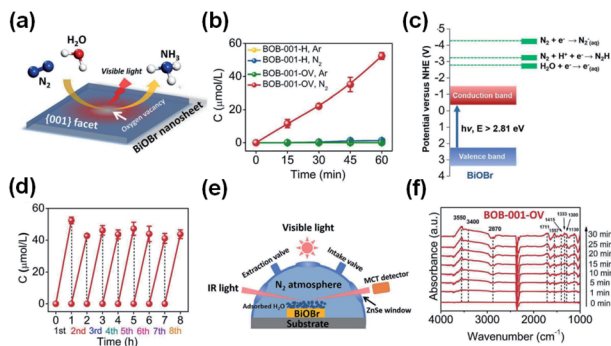 (a)
H₂O
N₂
NH₃
Visible light
Oxygen vacancy
{001} facet
BiOBr nanosheet
(b)
C (μmol/L)
60
40
20
0
BOB-001-H, Ar
BOB-001-H, N₂
BOB-001-OV, Ar
BOB-001-OV, N₂
0 15 30 45 60
Time (min)
(c)
Potential versus NHE (V)
-5
-4
-3
-2
-1
0
1
2
3
4
N₂ + e⁻→ N₂⁻(aq)
N₂ + H⁺ + e⁻→ N₂H
H₂O + e⁻→ e⁻(aq)
Conduction band
hν, E > 2.81 eV
Valence band
BiOBr
(d)
C (μmol/L)
60
40
20
0
0 1 2 3 4 5 6 7 8
1st 2nd 3rd 4th 5th 6th 7th 8th
Time (h)
(e)
Visible light
Extraction valve
Intake valve
IR light
N₂ atmosphere
MCT detector
Adsorbed H₂O
BiOBr
ZnSe window
Substrate
(f)
Absorbance (a.u.)
BOB-001-OV
3550
3400
2870
30 min
25 min
20 min
15 min
10 min
5 min
1 min
0 min
4000 3000 2000 1000
Wavenumber (cm⁻¹)